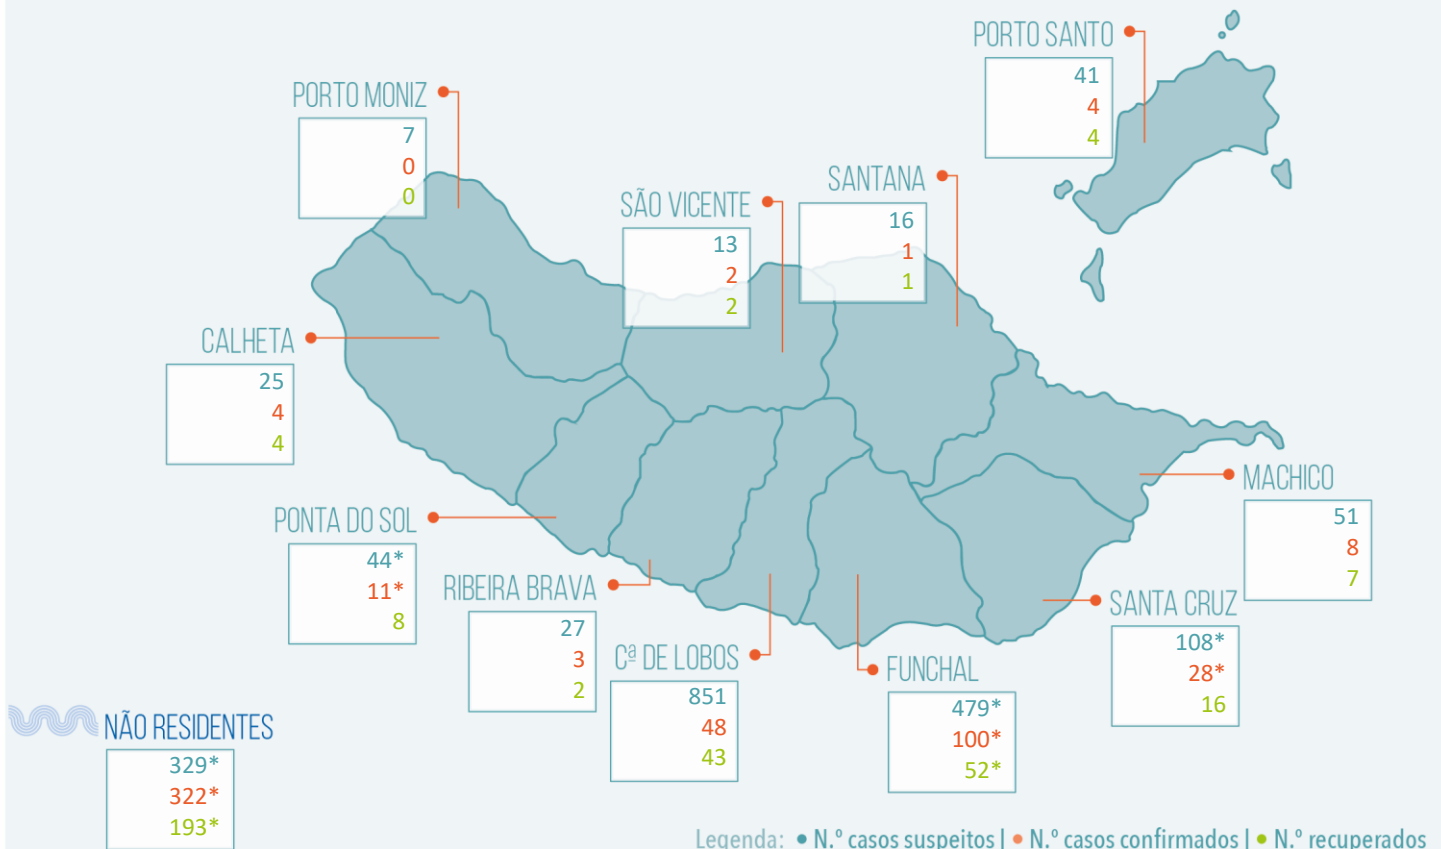 PORTO SANTO
41
4
4
PORTO MONIZ
7
0
0
SANTANA
16
1
1
SÃO VICENTE
13
2
2
CALHETA
25
4
4
MACHICO
51
8
7
PONTA DO SOL
44*
11*
8
RIBEIRA BRAVA
27
3
2
SANTA CRUZ
108*
28*
16
Cª DE LOBOS
851
48
43
FUNCHAL
479*
100*
52*
NÃO RESIDENTES
329*
322*
193*
Legenda: • N.º casos suspeitos | • N.º casos confirmados | • N.º recuperados